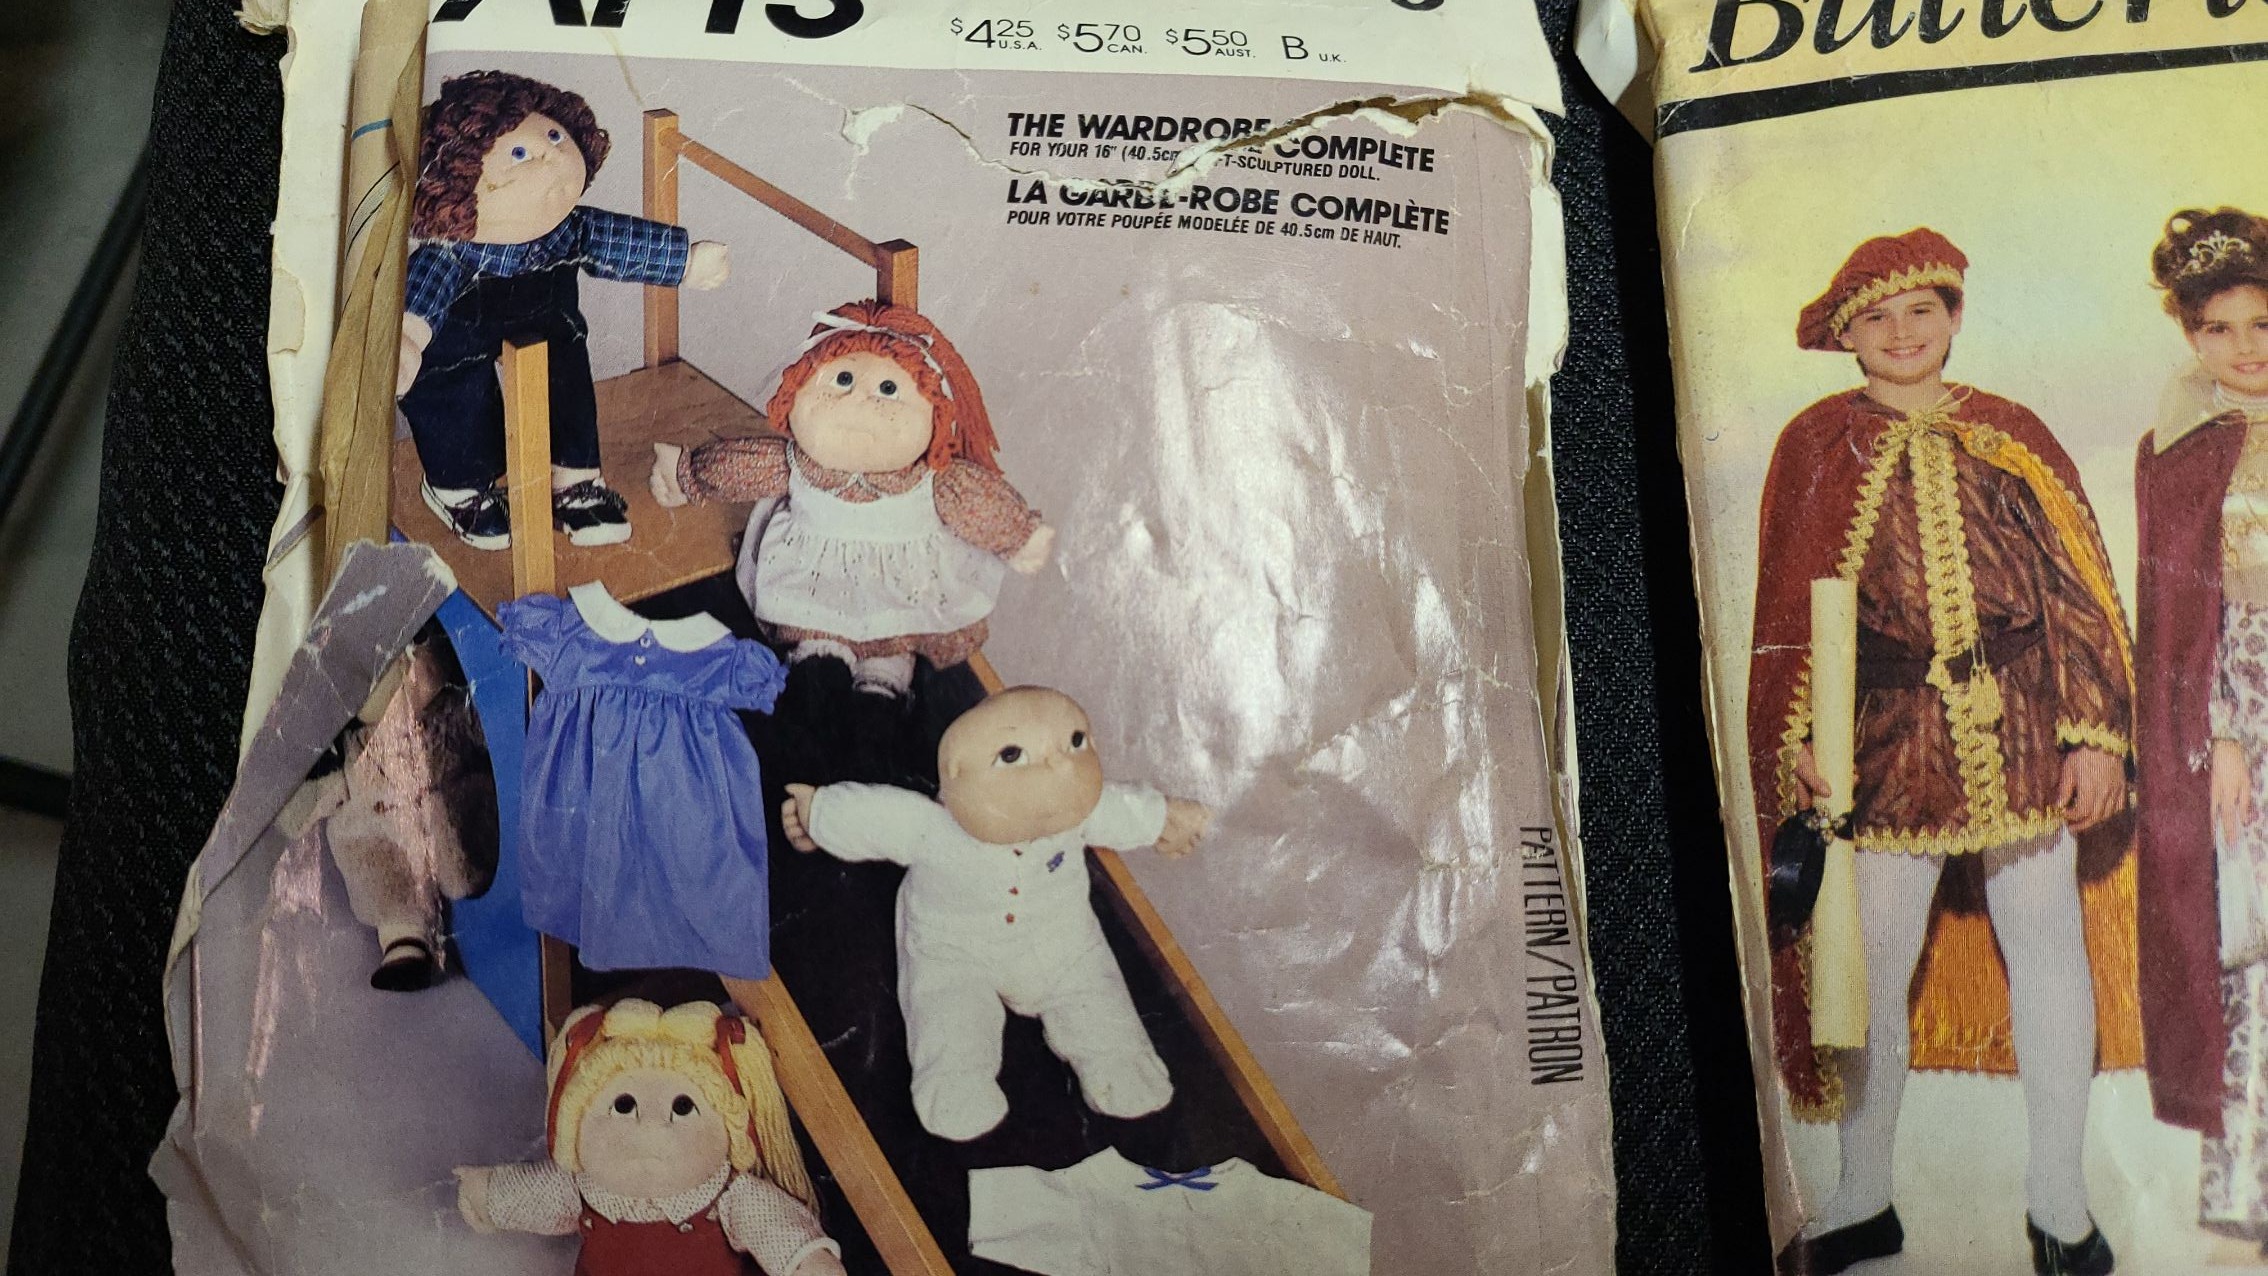 $4.25 U.S.A. $5.70 CAN. $5.50 AUST. B U.K.
THE WARDROBE COMPLETE
FOR YOUR 16" (40.5cm T-SCULPTURED DOLL.
LA GARDE-ROBE COMPLÈTE
POUR VOTRE POUPÉE MODELÉE DE 40.5cm DE HAUT.
PATTERN/PATRON